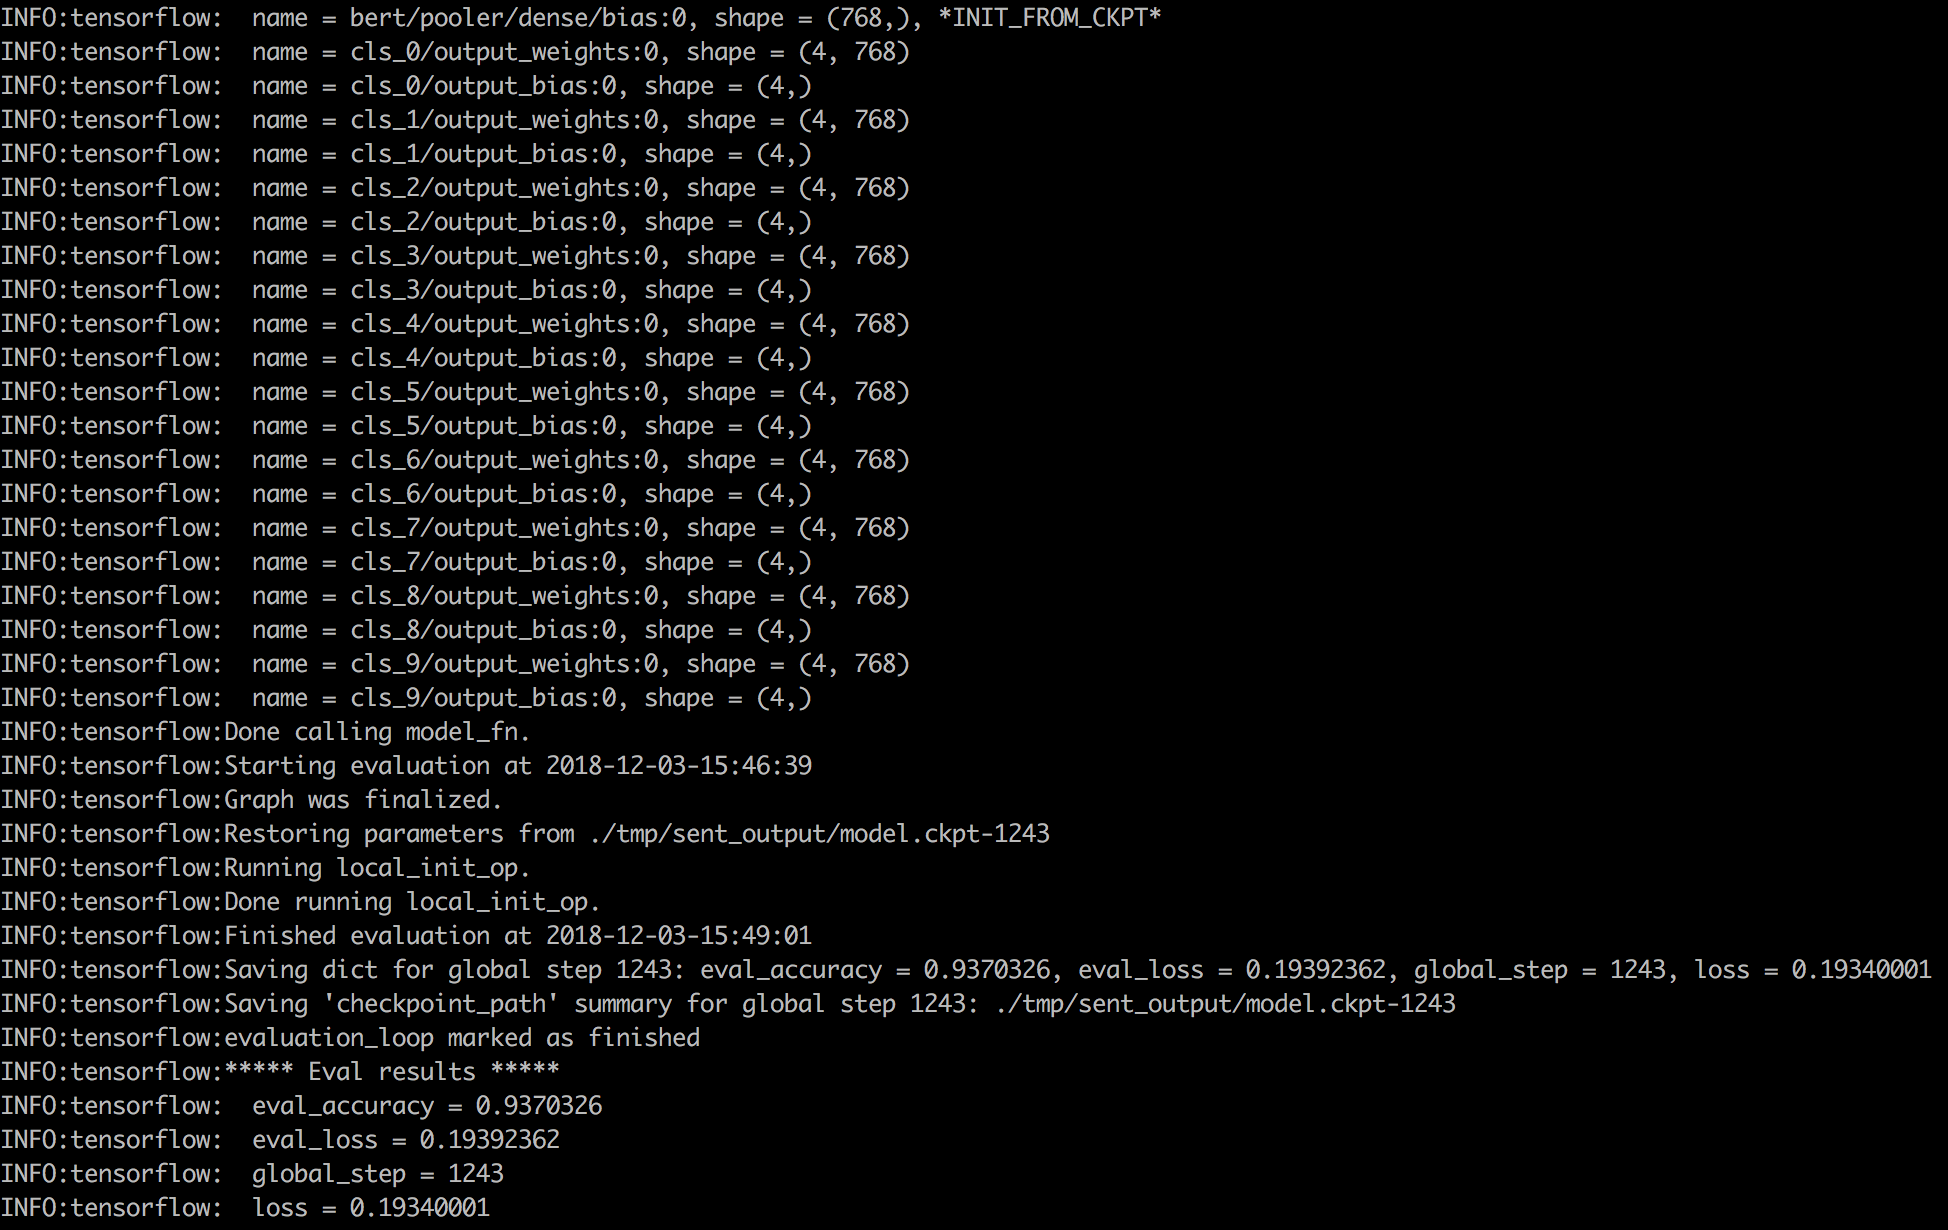 INFO:tensorflow:  name = bert/pooler/dense/bias:0, shape = (768,), *INIT_FROM_CKPT*
INFO:tensorflow:  name = cls_0/output_weights:0, shape = (4, 768)
INFO:tensorflow:  name = cls_0/output_bias:0, shape = (4,)
INFO:tensorflow:  name = cls_1/output_weights:0, shape = (4, 768)
INFO:tensorflow:  name = cls_1/output_bias:0, shape = (4,)
INFO:tensorflow:  name = cls_2/output_weights:0, shape = (4, 768)
INFO:tensorflow:  name = cls_2/output_bias:0, shape = (4,)
INFO:tensorflow:  name = cls_3/output_weights:0, shape = (4, 768)
INFO:tensorflow:  name = cls_3/output_bias:0, shape = (4,)
INFO:tensorflow:  name = cls_4/output_weights:0, shape = (4, 768)
INFO:tensorflow:  name = cls_4/output_bias:0, shape = (4,)
INFO:tensorflow:  name = cls_5/output_weights:0, shape = (4, 768)
INFO:tensorflow:  name = cls_5/output_bias:0, shape = (4,)
INFO:tensorflow:  name = cls_6/output_weights:0, shape = (4, 768)
INFO:tensorflow:  name = cls_6/output_bias:0, shape = (4,)
INFO:tensorflow:  name = cls_7/output_weights:0, shape = (4, 768)
INFO:tensorflow:  name = cls_7/output_bias:0, shape = (4,)
INFO:tensorflow:  name = cls_8/output_weights:0, shape = (4, 768)
INFO:tensorflow:  name = cls_8/output_bias:0, shape = (4,)
INFO:tensorflow:  name = cls_9/output_weights:0, shape = (4, 768)
INFO:tensorflow:  name = cls_9/output_bias:0, shape = (4,)
INFO:tensorflow:Done calling model_fn.
INFO:tensorflow:Starting evaluation at 2018-12-03-15:46:39
INFO:tensorflow:Graph was finalized.
INFO:tensorflow:Restoring parameters from ./tmp/sent_output/model.ckpt-1243
INFO:tensorflow:Running local_init_op.
INFO:tensorflow:Done running local_init_op.
INFO:tensorflow:Finished evaluation at 2018-12-03-15:49:01
INFO:tensorflow:Saving dict for global step 1243: eval_accuracy = 0.9370326, eval_loss = 0.19392362, global_step = 1243, loss = 0.19340001
INFO:tensorflow:Saving 'checkpoint_path' summary for global step 1243: ./tmp/sent_output/model.ckpt-1243
INFO:tensorflow:evaluation_loop marked as finished
INFO:tensorflow:***** Eval results *****
INFO:tensorflow:  eval_accuracy = 0.9370326
INFO:tensorflow:  eval_loss = 0.19392362
INFO:tensorflow:  global_step = 1243
INFO:tensorflow:  loss = 0.19340001